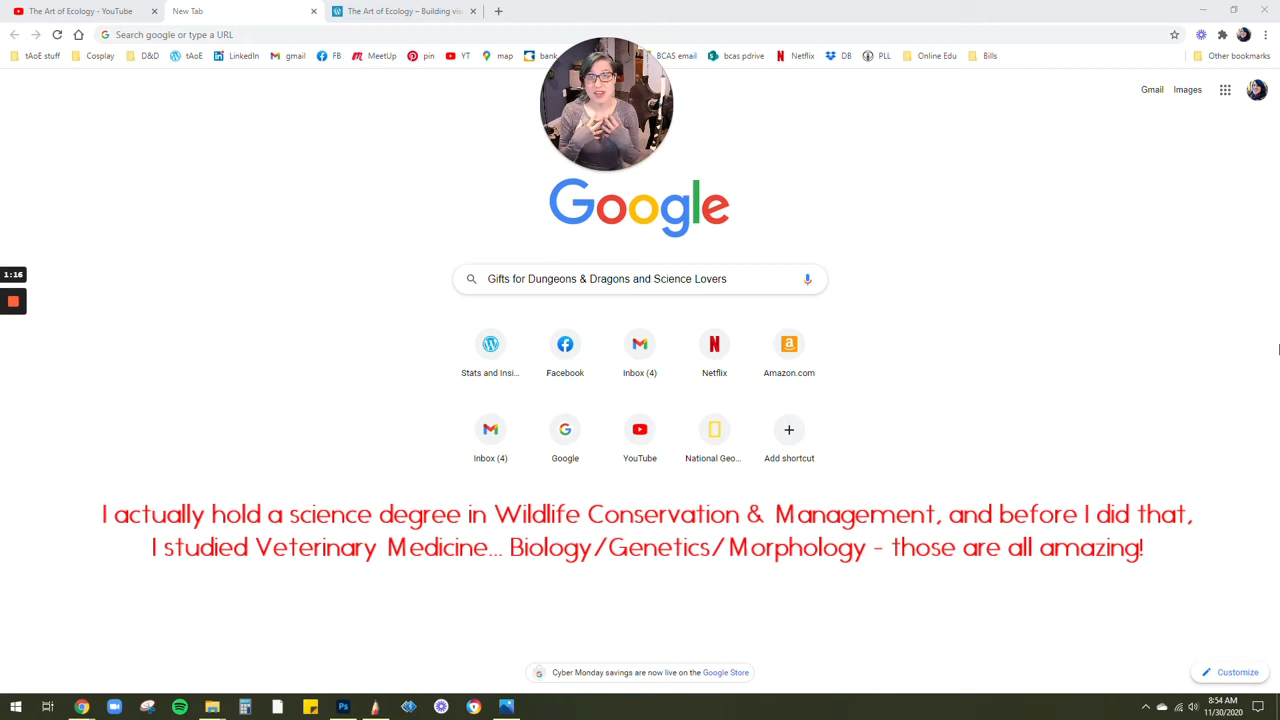 The Art of Ecology - YouTube
New Tab
The Art of Ecology – Building vi
Search google or type a URL
tAoE stuff
Cosplay
D&D
tAoE
LinkedIn
gmail
FB
MeetUp
pin
YT
map
bank
BCAS email
bcas pdrive
Netflix
DB
PLL
Online Edu
Bills
Other bookmarks
Gmail
Images
Google
1:16
Gifts for Dungeons & Dragons and Science Lovers
Stats and Insi...
Facebook
Inbox (4)
Netflix
Amazon.com
Inbox (4)
Google
YouTube
National Geo...
Add shortcut
I actually hold a science degree in Wildlife Conservation & Management, and before I did that,
I studied Veterinary Medicine... Biology/Genetics/Morphology - those are all amazing!
Cyber Monday savings are now live on the Google Store
Customize
8:54 AM
11/30/2020